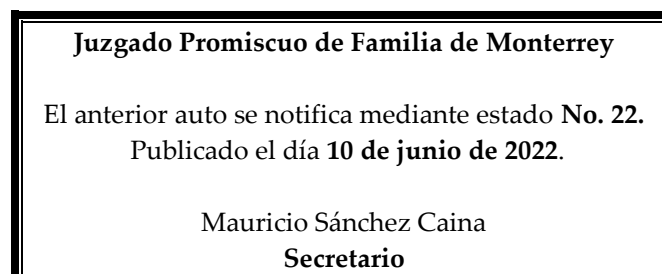 Juzgado Promiscuo de Familia de Monterrey
El anterior auto se notifica mediante estado No. 22.
Publicado el día 10 de junio de 2022.
Mauricio Sánchez Caina
Secretario